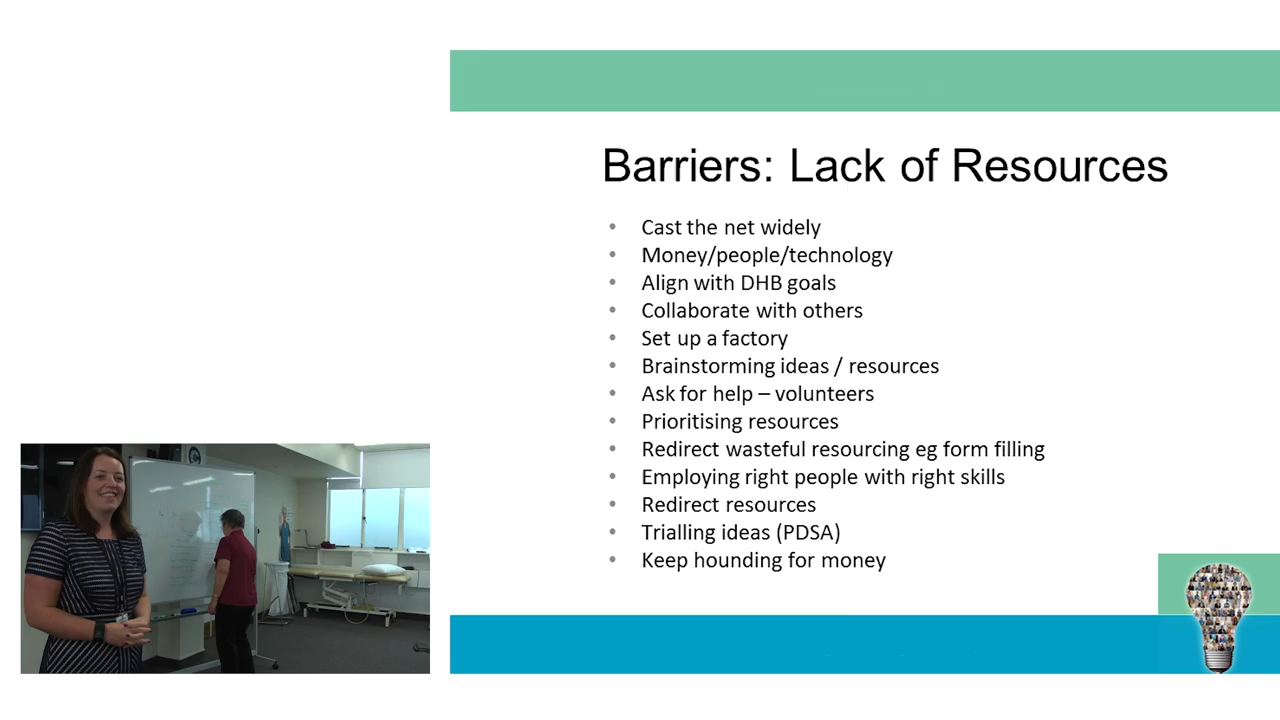 Barriers: Lack of Resources
• Cast the net widely
• Money/people/technology
• Align with DHB goals
• Collaborate with others
• Set up a factory
• Brainstorming ideas / resources
• Ask for help – volunteers
• Prioritising resources
• Redirect wasteful resourcing eg form filling
• Employing right people with right skills
• Redirect resources
• Trialling ideas (PDSA)
• Keep hounding for money